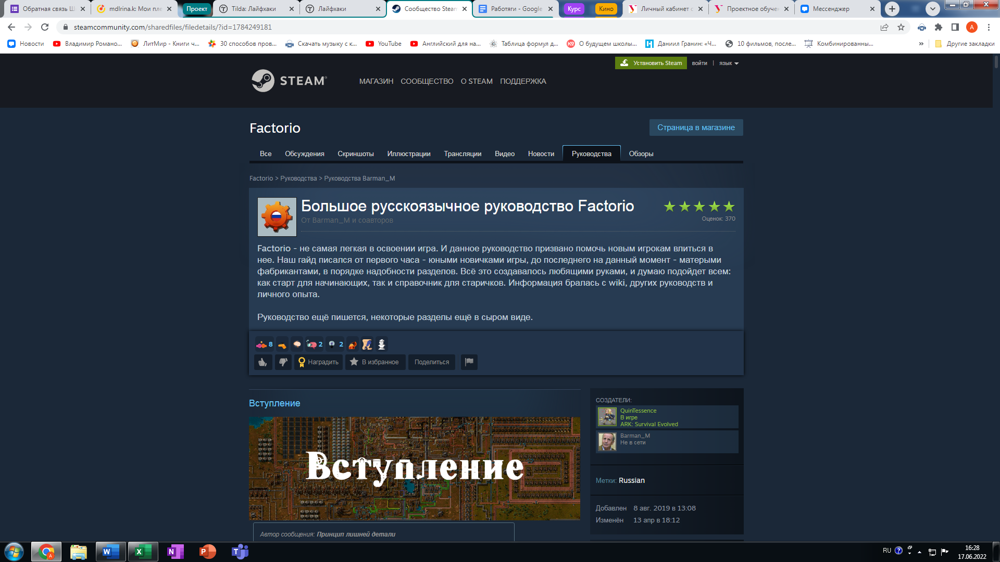 Обратная связь Ш
mdlrina.k: Мои пле
Проект
Tilda: Лайфхаки
Лайфхаки
Сообщество Steam
Работяги - Google
Курс
Кино
Личный кабинет с
Проектное обучен
Мессенджер
steamcommunity.com/sharedfiles/filedetails/?id=1784249181
A
Новости
Владимир Романо...
ЛитМир - Книги ч...
30 способов пров...
Скачать музыку с к...
YouTube
Английский для на...
Таблица формул д...
О будущем школы...
Даниил Гранин: «Ч...
10 фильмов, после...
Комбинированны...
»
Другие закладки
Установить Steam
войти | язык
STEAM
МАГАЗИН СООБЩЕСТВО О STEAM ПОДДЕРЖКА
Factorio
Страница в магазине
Все Обсуждения Скриншоты Иллюстрации Трансляции Видео Новости Руководства Обзоры
Factorio > Руководства > Руководства Barman_M
Большое русскоязычное руководство Factorio
От Barman_M и соавторов
Оценок: 370
Factorio - не самая легкая в освоении игра. И данное руководство призвано помочь новым игрокам влиться в
нее. Наш гайд писался от первого часа - юными новичками игры, до последнего на данный момент - матерыми
фабрикантами, в порядке надобности разделов. Всё это создавалось любящими руками, и думаю подойдет всем:
как старт для начинающих, так и справочник для старичков. Информация бралась с wiki, других руководств и
личного опыта.
Руководство ещё пишется, некоторые разделы ещё в сыром виде.
8 2 2
Наградить В избранное Поделиться
Вступление
Вступление
Автор сообщения: Принцип лишней детали
СОЗДАТЕЛИ:
QuinTessence
В игре
ARK: Survival Evolved
Barman_M
Не в сети
Метки: Russian
Добавлен 8 авг. 2019 в 13:08
Изменён 13 апр в 18:12
RU
16:28
17.06.2022